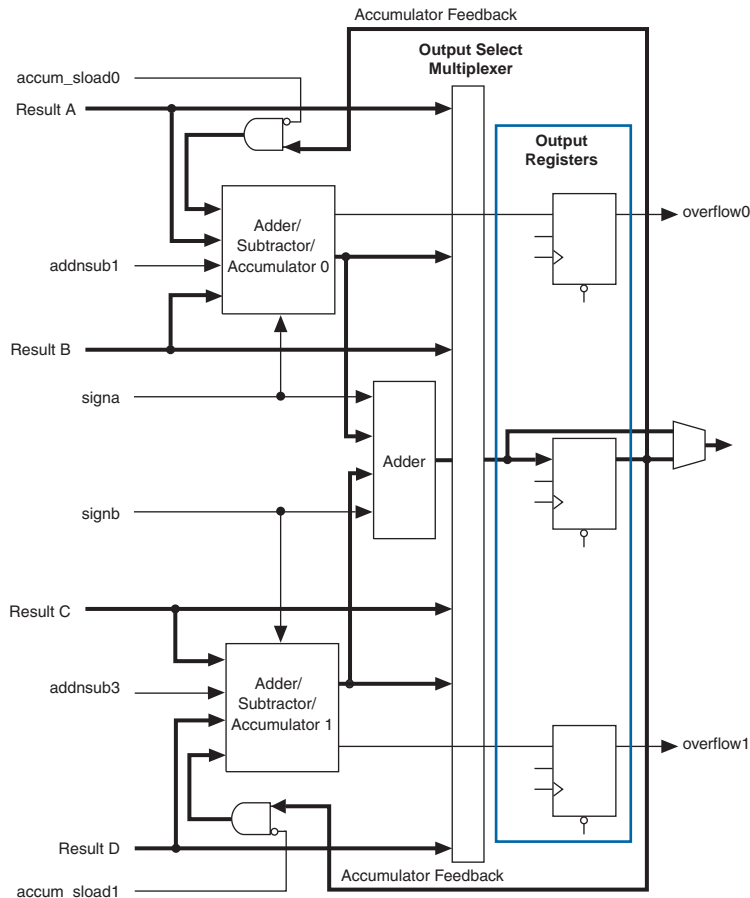 Accumulator Feedback
Output Select
Multiplexer
accum_sload0
Result A
Output
Registers
Adder/
Subtractor/
Accumulator 0
overflow0
addnsub1
Result B
signa
Adder
signb
Result C
Adder/
Subtractor/
Accumulator 1
addnsub3
overflow1
Result D
Accumulator Feedback
accum_sload1